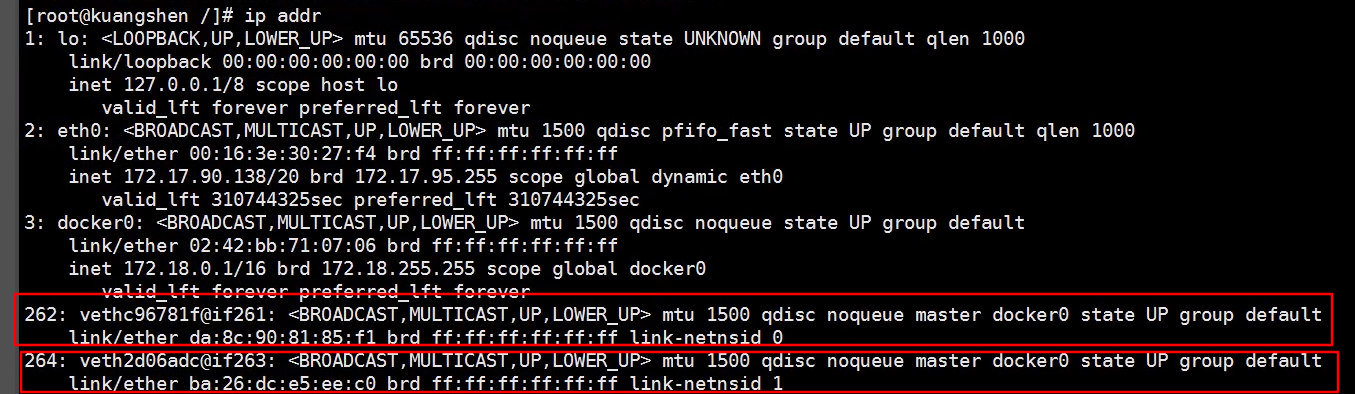 [root@kuangshen /]# ip addr
1: lo: <LOOPBACK,UP,LOWER_UP> mtu 65536 qdisc noqueue state UNKNOWN group default qlen 1000
link/loopback 00:00:00:00:00:00 brd 00:00:00:00:00:00
inet 127.0.0.1/8 scope host lo
valid_lft forever preferred_lft forever
2: eth0: <BROADCAST,MULTICAST,UP,LOWER_UP> mtu 1500 qdisc pfifo_fast state UP group default qlen 1000
link/ether 00:16:3e:30:27:f4 brd ff:ff:ff:ff:ff:ff
inet 172.17.90.138/20 brd 172.17.95.255 scope global dynamic eth0
valid_lft 310744325sec preferred_lft 310744325sec
3: docker0: <BROADCAST,MULTICAST,UP,LOWER_UP> mtu 1500 qdisc noqueue state UP group default
link/ether 02:42:bb:71:07:06 brd ff:ff:ff:ff:ff:ff
inet 172.18.0.1/16 brd 172.18.255.255 scope global docker0
valid_lft forever preferred_lft forever
262: vethc96781f@if261: <BROADCAST,MULTICAST,UP,LOWER_UP> mtu 1500 qdisc noqueue master docker0 state UP group default
link/ether da:8c:90:81:85:f1 brd ff:ff:ff:ff:ff:ff link-netnsid 0
264: veth2d06adc@if263: <BROADCAST,MULTICAST,UP,LOWER_UP> mtu 1500 qdisc noqueue master docker0 state UP group default
link/ether ba:26:dc:e5:ee:c0 brd ff:ff:ff:ff:ff:ff link-netnsid 1